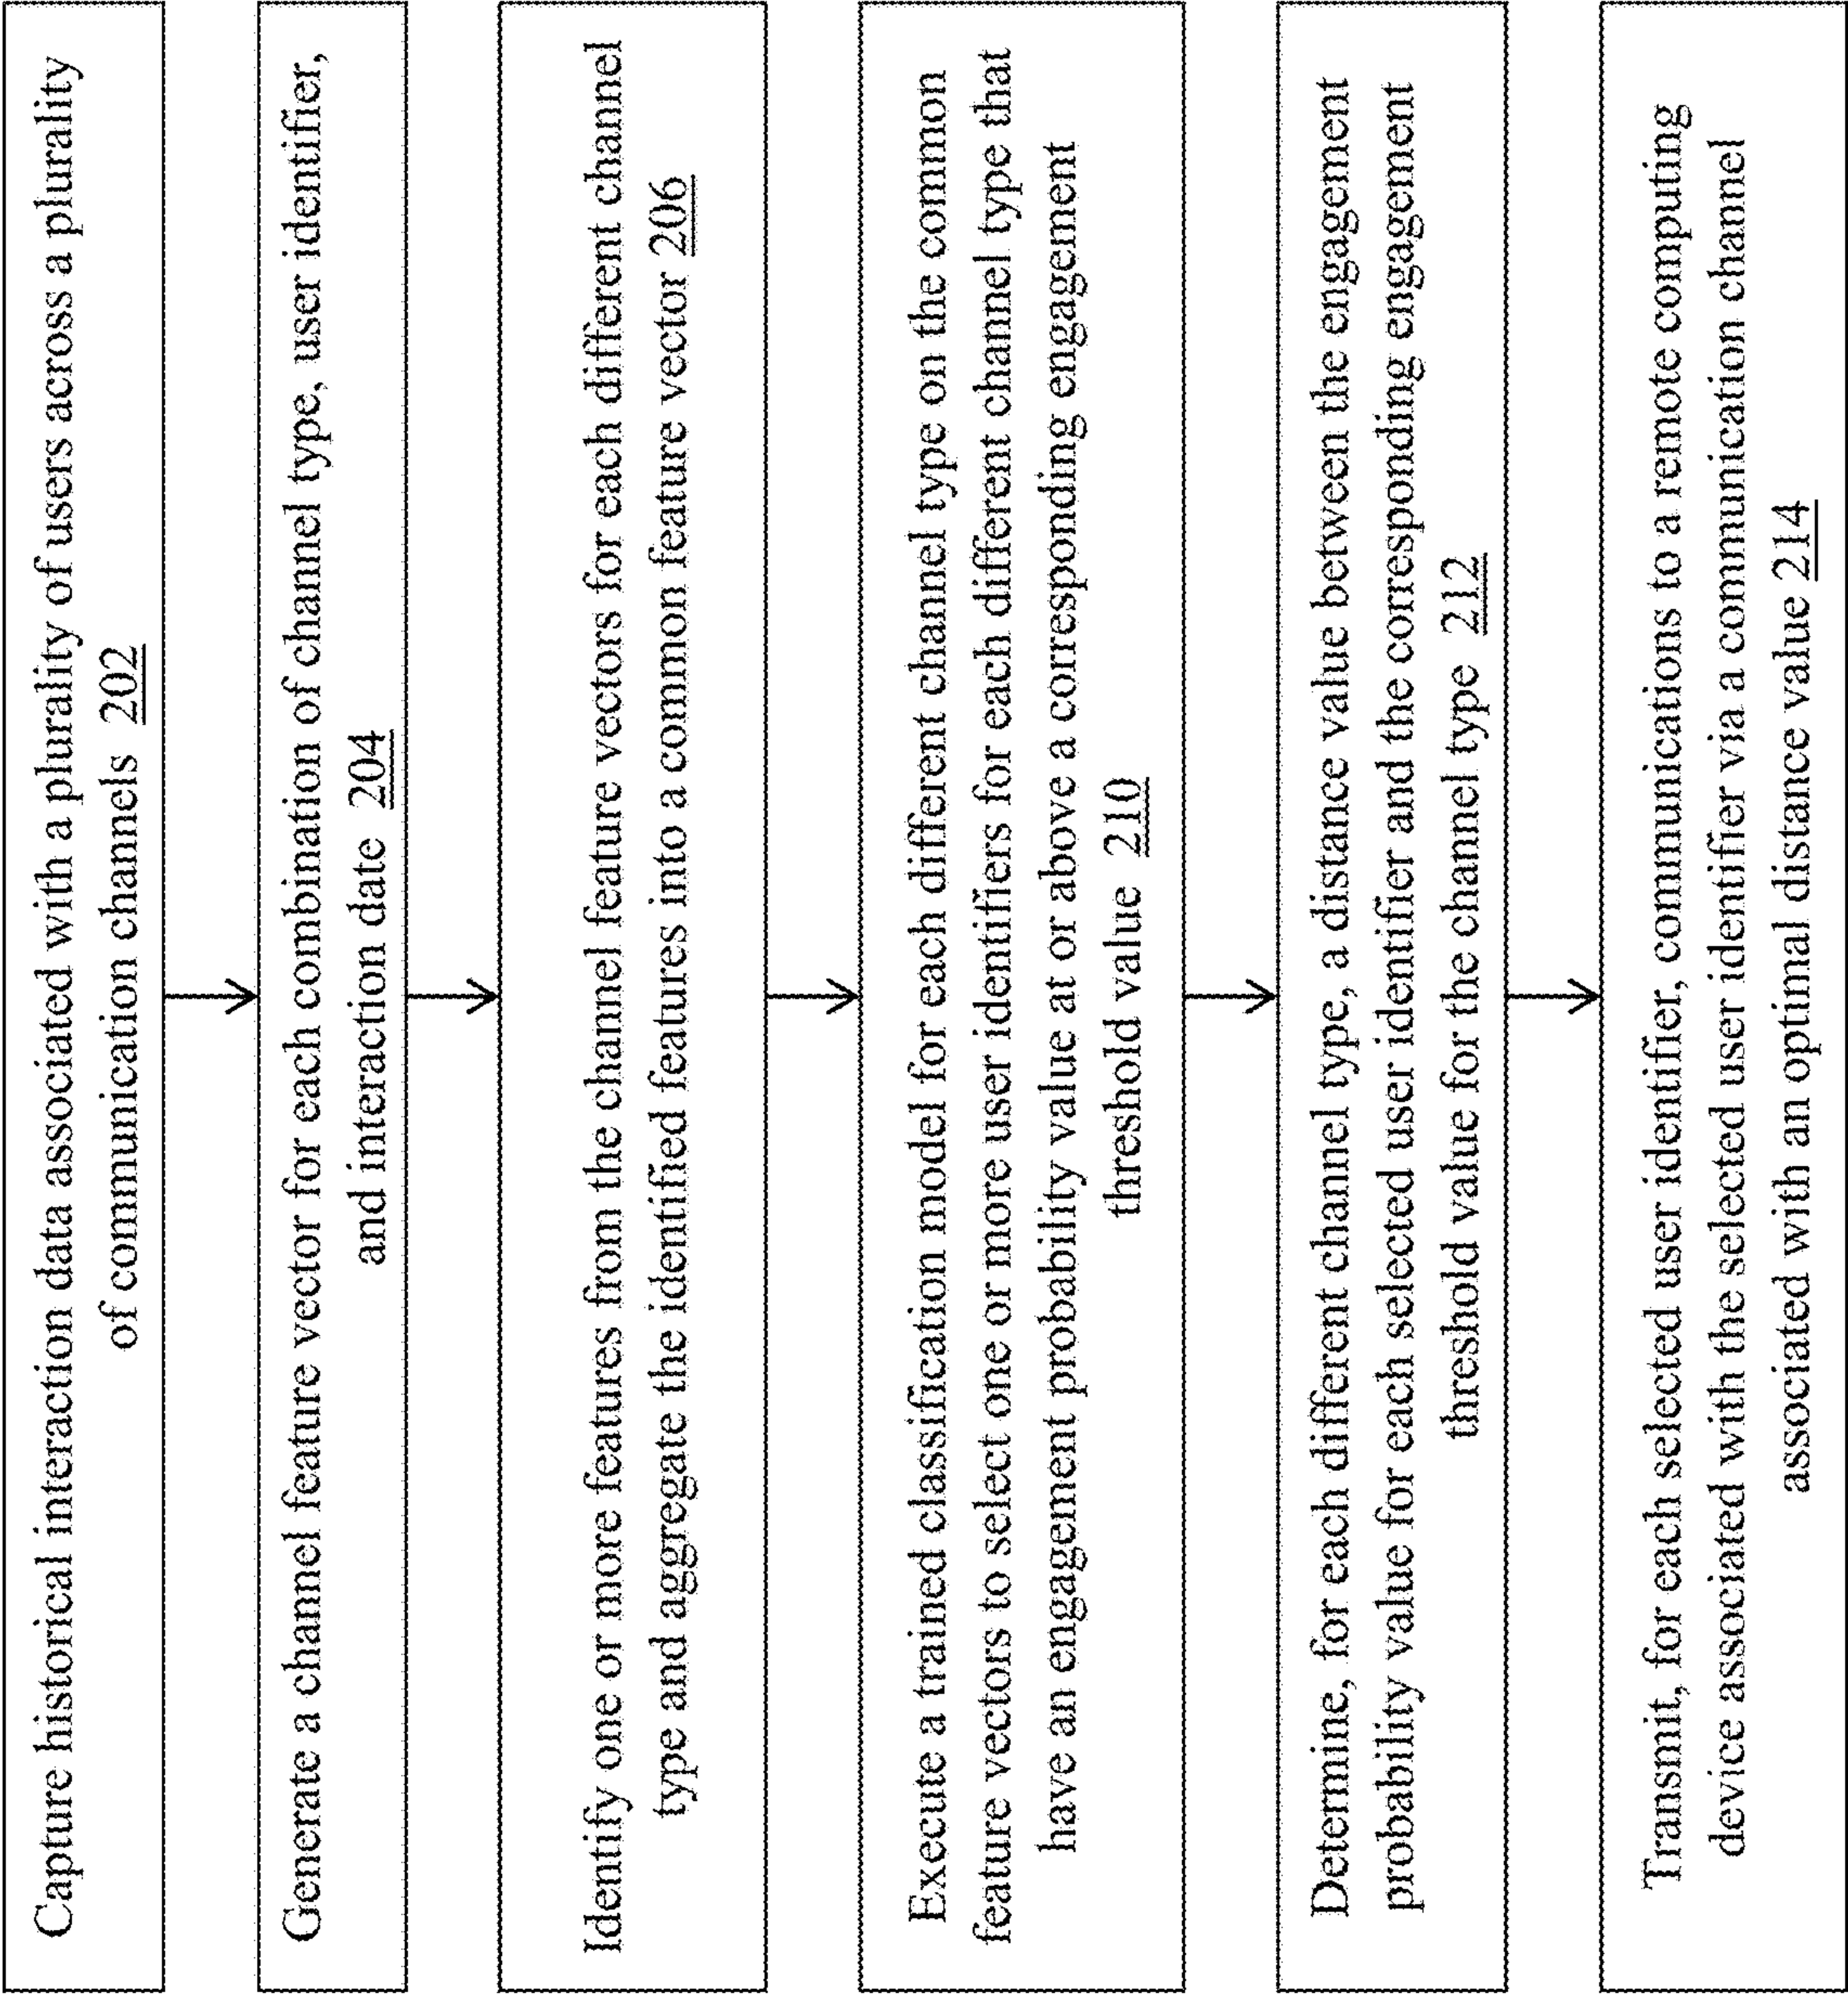 Capture historical interaction data associated with a plurality of users across a plurality
of communication channels 202
Generate a channel feature vector for each combination of channel type, user identifier,
and interaction date 204
Identify one or more features from the channel feature vectors for each different channel
type and aggregate the identified features into a common feature vector 206
Execute a trained classification model for each different channel type on the common
feature vectors to select one or more user identifiers for each different channel type that
have an engagement probability value at or above a corresponding engagement
threshold value 210
Determine, for each different channel type, a distance value between the engagement
probability value for each selected user identifier and the corresponding engagement
threshold value for the channel type 212
Transmit, for each selected user identifier, communications to a remote computing
device associated with the selected user identifier via a communication channel
associated with an optimal distance value 214